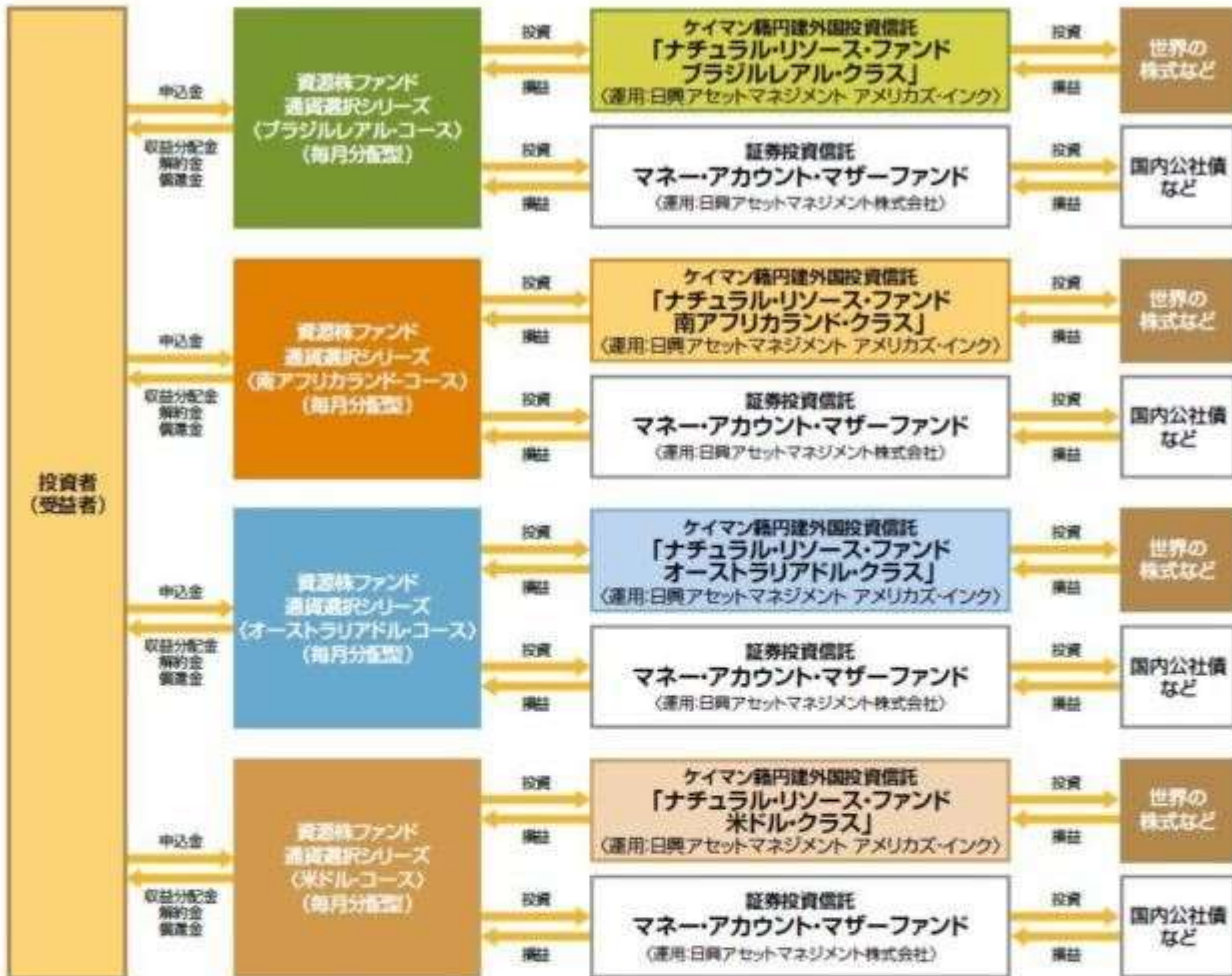 投資者
(受益者)
申込金
収益分配金
解約金
償還金
資源株ファンド
通貨選択シリーズ
〈ブラジルレアル・コース〉
(毎月分配型)
投資
損益
ケイマン籍円建外国投資信託
「ナチュラル・リソース・ファンド
ブラジルレアル・クラス」
〈運用:日興アセットマネジメント アメリカズ・インク〉
投資
損益
世界の
株式など
投資
損益
証券投資信託
マネー・アカウント・マザーファンド
〈運用:日興アセットマネジメント株式会社〉
投資
損益
国内公社債
など
申込金
収益分配金
解約金
償還金
資源株ファンド
通貨選択シリーズ
〈南アフリカランド・コース〉
(毎月分配型)
投資
損益
ケイマン籍円建外国投資信託
「ナチュラル・リソース・ファンド
南アフリカランド・クラス」
〈運用:日興アセットマネジメント アメリカズ・インク〉
投資
損益
世界の
株式など
投資
損益
証券投資信託
マネー・アカウント・マザーファンド
〈運用:日興アセットマネジメント株式会社〉
投資
損益
国内公社債
など
申込金
収益分配金
解約金
償還金
資源株ファンド
通貨選択シリーズ
〈オーストラリアドル・コース〉
(毎月分配型)
投資
損益
ケイマン籍円建外国投資信託
「ナチュラル・リソース・ファンド
オーストラリアドル・クラス」
〈運用:日興アセットマネジメント アメリカズ・インク〉
投資
損益
世界の
株式など
投資
損益
証券投資信託
マネー・アカウント・マザーファンド
〈運用:日興アセットマネジメント株式会社〉
投資
損益
国内公社債
など
申込金
収益分配金
解約金
償還金
資源株ファンド
通貨選択シリーズ
〈米ドル・コース〉
(毎月分配型)
投資
損益
ケイマン籍円建外国投資信託
「ナチュラル・リソース・ファンド
米ドル・クラス」
〈運用:日興アセットマネジメント アメリカズ・インク〉
投資
損益
世界の
株式など
投資
損益
証券投資信託
マネー・アカウント・マザーファンド
〈運用:日興アセットマネジメント株式会社〉
投資
損益
国内公社債
など